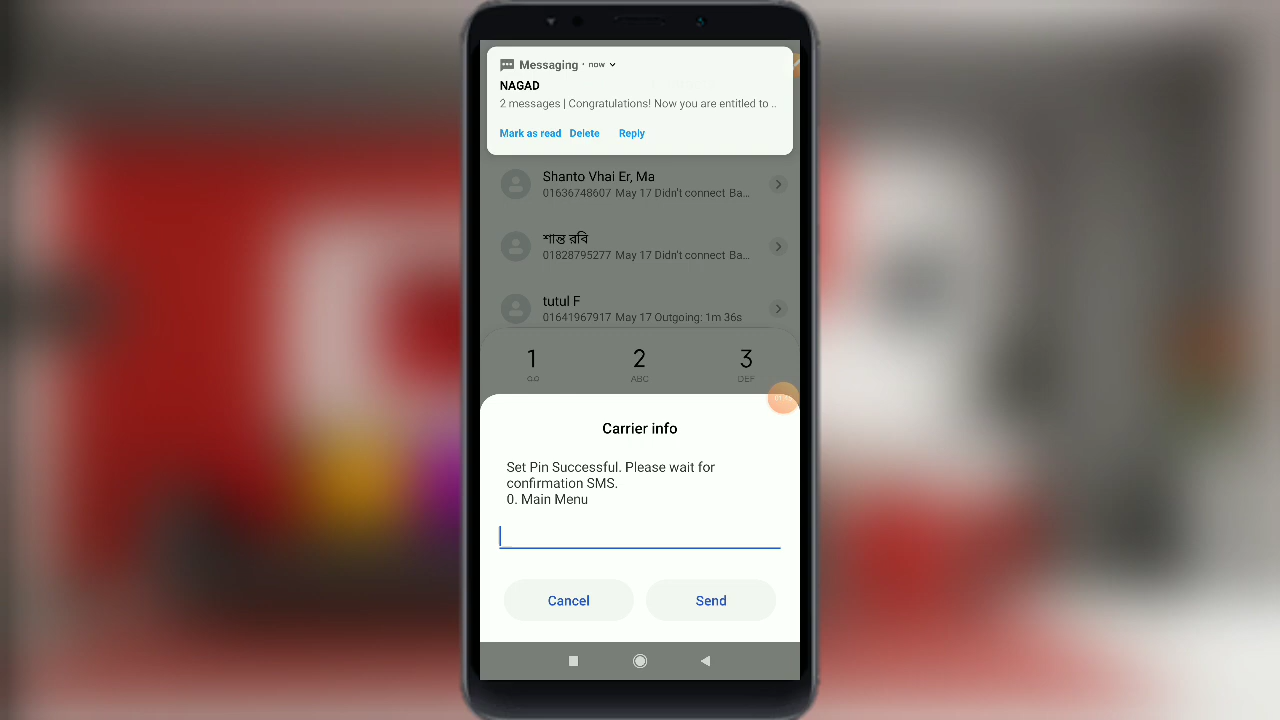 Messaging · now
NAGAD
2 messages | Congratulations! Now you are entitled to ..
Mark as read Delete Reply
Shanto Vhai Er, Ma
01636748607 May 17 Didn't connect Ba...
শান্ত রবি
01828795277 May 17 Didn't connect Ba...
tutul F
01641967917 May 17 Outgoing: 1m 36s
1 2 3
ABC DEF
Carrier info
Set Pin Successful. Please wait for
confirmation SMS.
0. Main Menu
Cancel Send